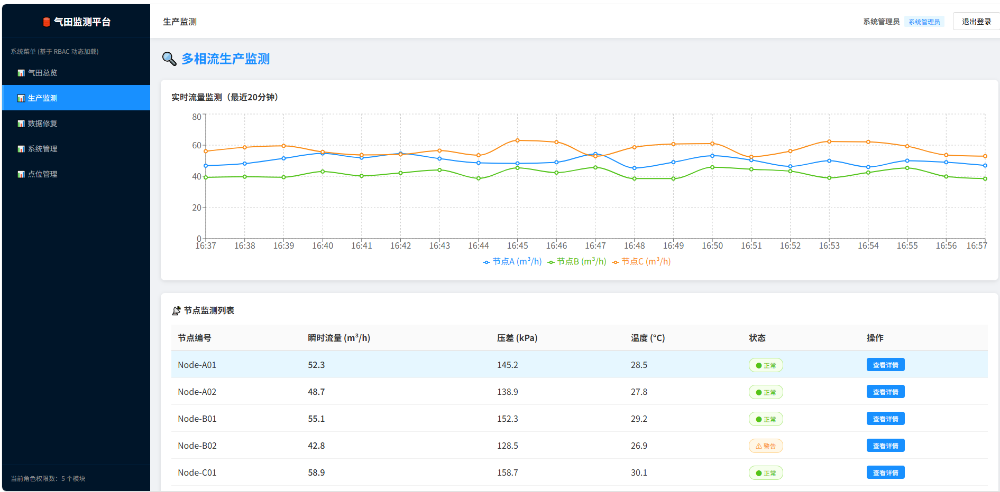 气田监测平台
系统菜单 (基于 RBAC 动态加载)
气田总览
生产监测
数据修复
系统管理
点位管理
当前角色权限数：5 个模块
生产监测
系统管理员 系统管理员 退出登录
多相流生产监测
实时流量监测（最近20分钟）
80
60
40
20
0
16:37 16:38 16:39 16:40 16:41 16:42 16:43 16:44 16:45 16:46 16:47 16:48 16:49 16:50 16:51 16:52 16:53 16:54 16:55 16:56 16:57
节点A (m³/h) 节点B (m³/h) 节点C (m³/h)
节点监测列表
节点编号 瞬时流量 (m³/h) 压差 (kPa) 温度 (°C) 状态 操作
Node-A01 52.3 145.2 28.5 正常 查看详情
Node-A02 48.7 138.9 27.8 正常 查看详情
Node-B01 55.1 152.3 29.2 正常 查看详情
Node-B02 42.8 128.5 26.9 警告 查看详情
Node-C01 58.9 158.7 30.1 正常 查看详情